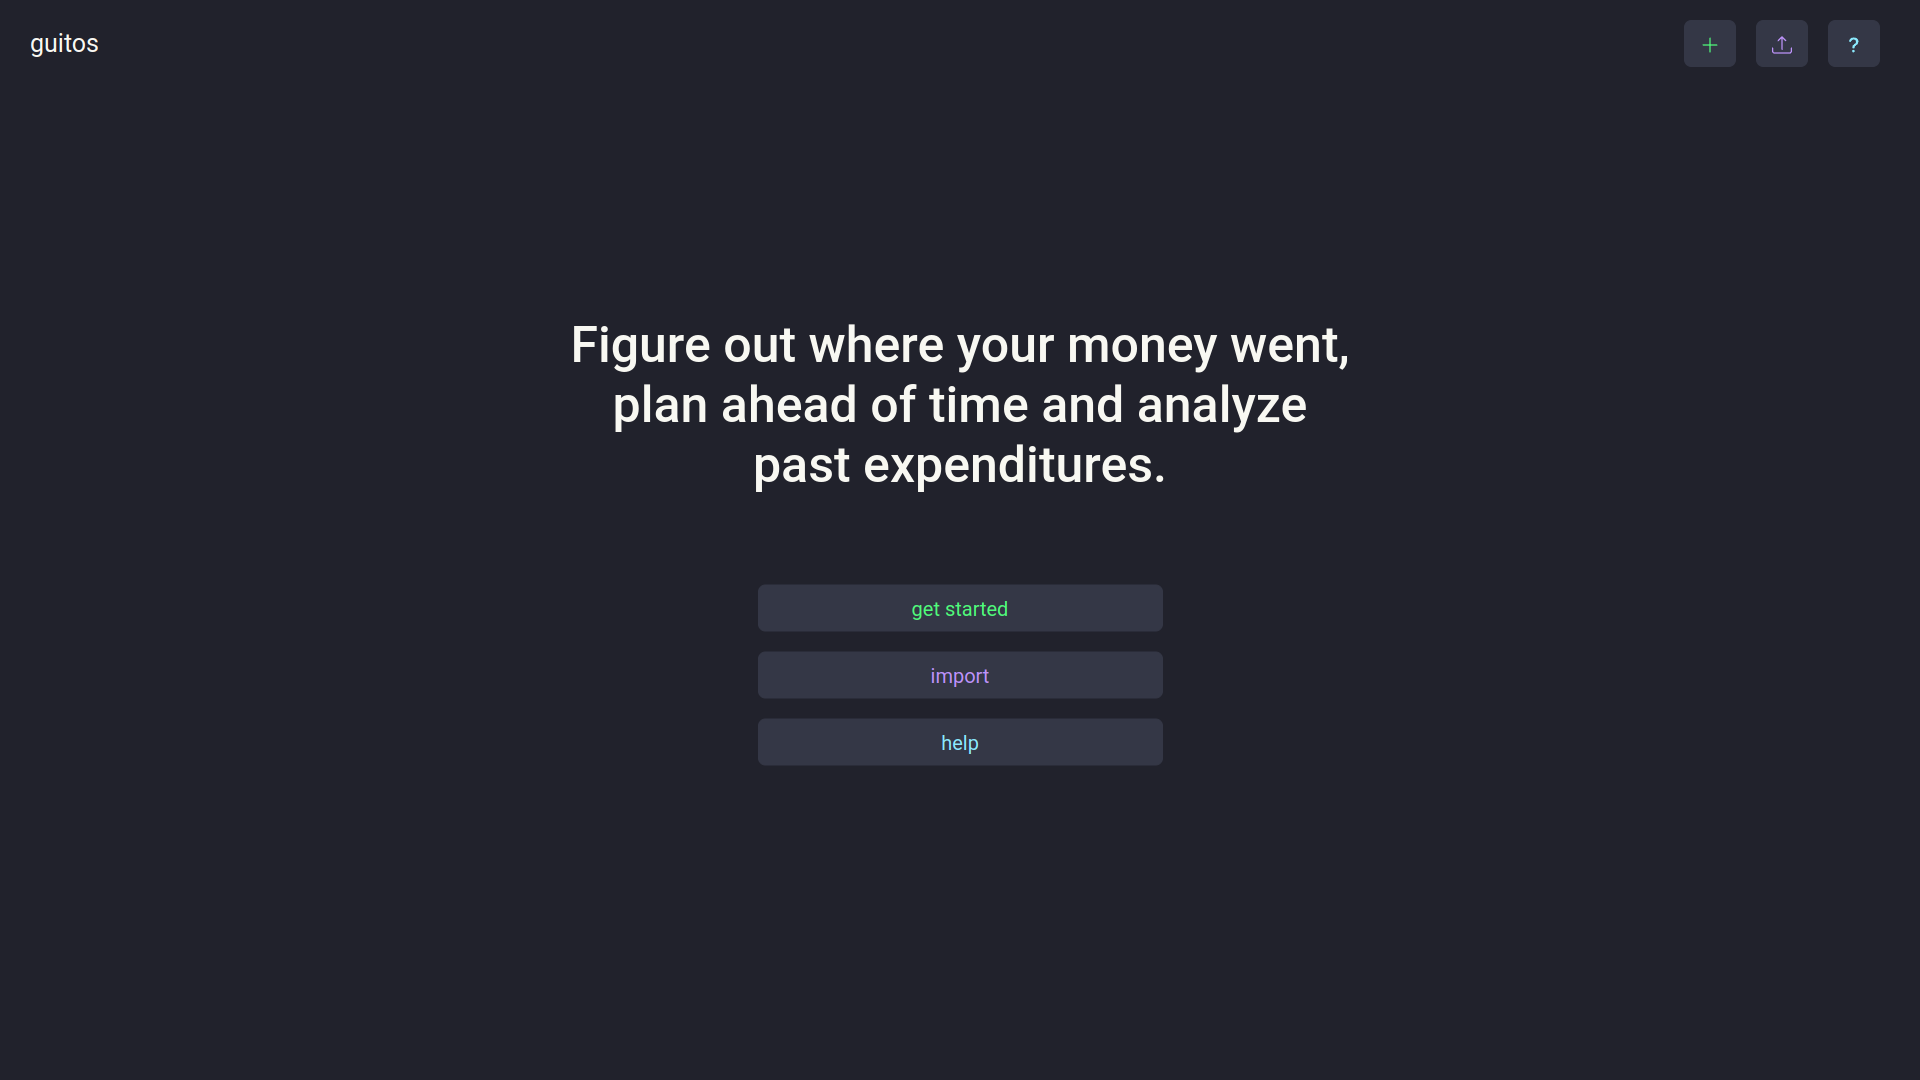 guitos
?
Figure out where your money went,
plan ahead of time and analyze
past expenditures.
get started
import
help